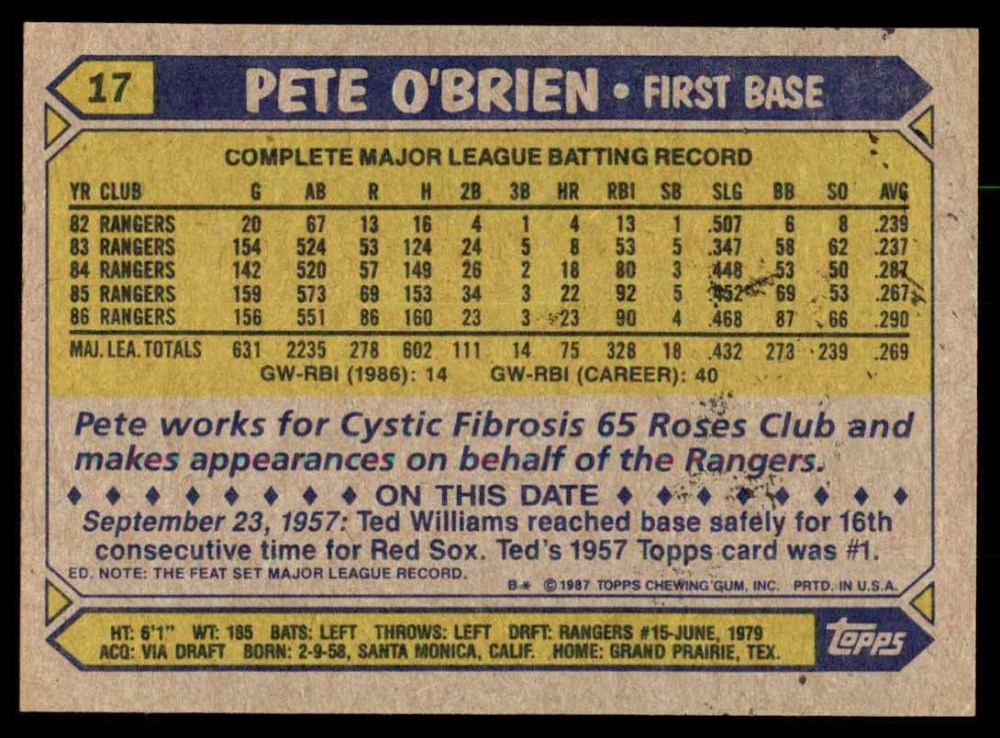 17 PETE O'BRIEN • FIRST BASE
COMPLETE MAJOR LEAGUE BATTING RECORD
YR CLUB G AB R H 2B 3B HR RBI SB SLG BB SO AVG
82 RANGERS 20 67 13 16 4 1 4 13 1 .507 6 8 .239
83 RANGERS 154 524 53 124 24 5 8 53 5 .347 58 62 .237
84 RANGERS 142 520 57 149 26 2 18 80 3 .448 53 50 .287
85 RANGERS 159 573 69 153 34 3 22 92 5 .452 69 53 .267
86 RANGERS 156 551 86 160 23 3 23 90 4 .468 87 66 .290
MAJ. LEA. TOTALS 631 2235 278 602 111 14 75 328 18 .432 273 239 .269
GW-RBI (1986): 14 GW-RBI (CAREER): 40
Pete works for Cystic Fibrosis 65 Roses Club and
makes appearances on behalf of the Rangers.
♦ ♦ ♦ ♦ ♦ ♦ ♦ ♦ ON THIS DATE ♦ ♦ ♦ ♦ ♦ ♦ ♦ ♦
September 23, 1957: Ted Williams reached base safely for 16th
consecutive time for Red Sox. Ted's 1957 Topps card was #1.
ED. NOTE: THE FEAT SET MAJOR LEAGUE RECORD.
B* ©1987 TOPPS CHEWING GUM, INC. PRTD. IN U.S.A.
HT: 6'1" WT: 185 BATS: LEFT THROWS: LEFT DRFT: RANGERS #15-JUNE, 1979
ACQ: VIA DRAFT BORN: 2-9-58, SANTA MONICA, CALIF. HOME: GRAND PRAIRIE, TEX.
topps